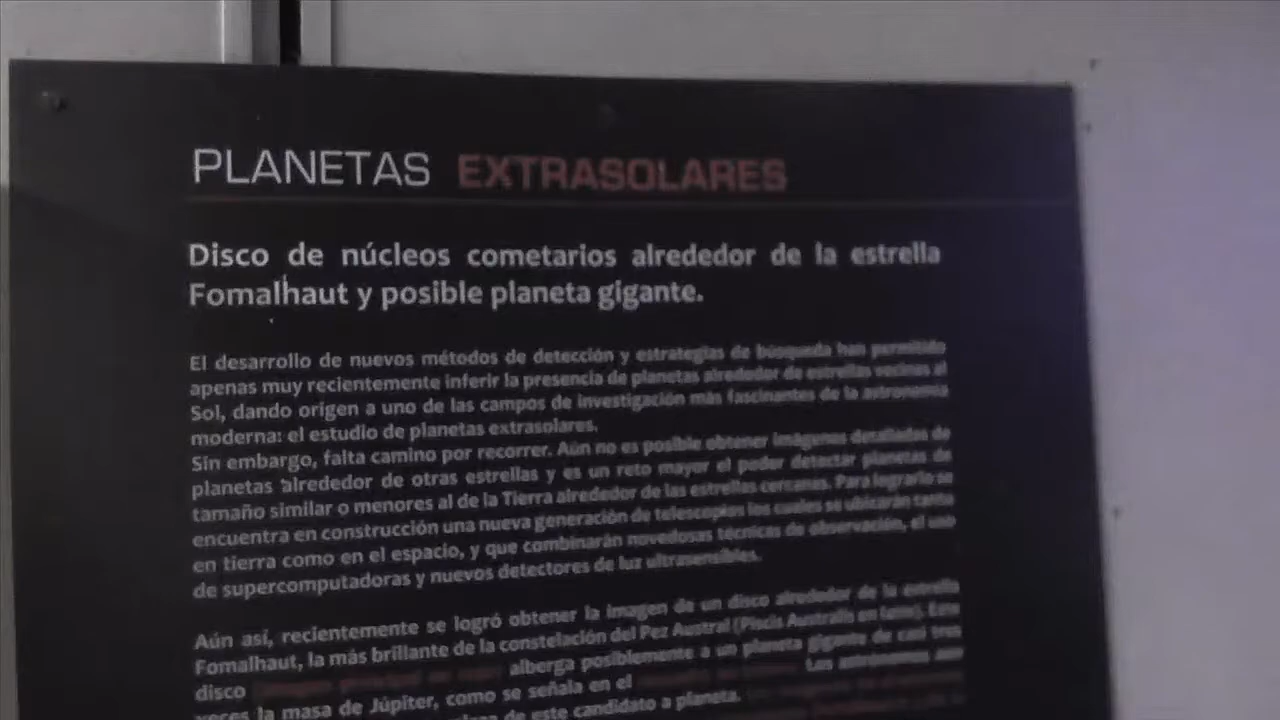 PLANETAS EXTRASOLARES
Disco de núcleos cometarios alrededor de la estrella
Fomalhaut y posible planeta gigante.
El desarrollo de nuevos métodos de detección y estrategias de búsqueda han permitido
apenas muy recientemente inferir la presencia de planetas alrededor de estrellas vecinas al
Sol, dando origen a uno de las campos de investigación más fascinantes de la astronomía
moderna: el estudio de planetas extrasolares.
Sin embargo, falta camino por recorrer. Aún no es posible obtener imágenes detalladas de
planetas alrededor de otras estrellas y es un reto mayor el poder detectar planetas de
tamaño similar o menores al de la Tierra alrededor de las estrellas cercanas. Para lograrlo se
encuentra en construcción una nueva generación de telescopios los cuales se ubicarán tanto
en tierra como en el espacio, y que combinarán novedosas técnicas de observación, el uso
de supercomputadoras y nuevos detectores de luz ultrasensibles.
Aún así, recientemente se logró obtener la imagen de un disco alrededor de la estrella
Fomalhaut, la más brillante de la constelación del Pez Austral (Piscis Australis en latín). Este
disco alberga posiblemente a un planeta gigante de casi tres
veces la masa de Júpiter, como se señala en el Los astrónomos aun
de este candidato a planeta.